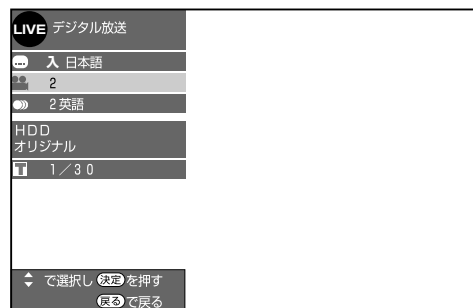 LIVE デジタル放送
入 日本語
2
2 英語
HDD
オリジナル
T 1／30
で選択し 決定 を押す
戻る で戻る